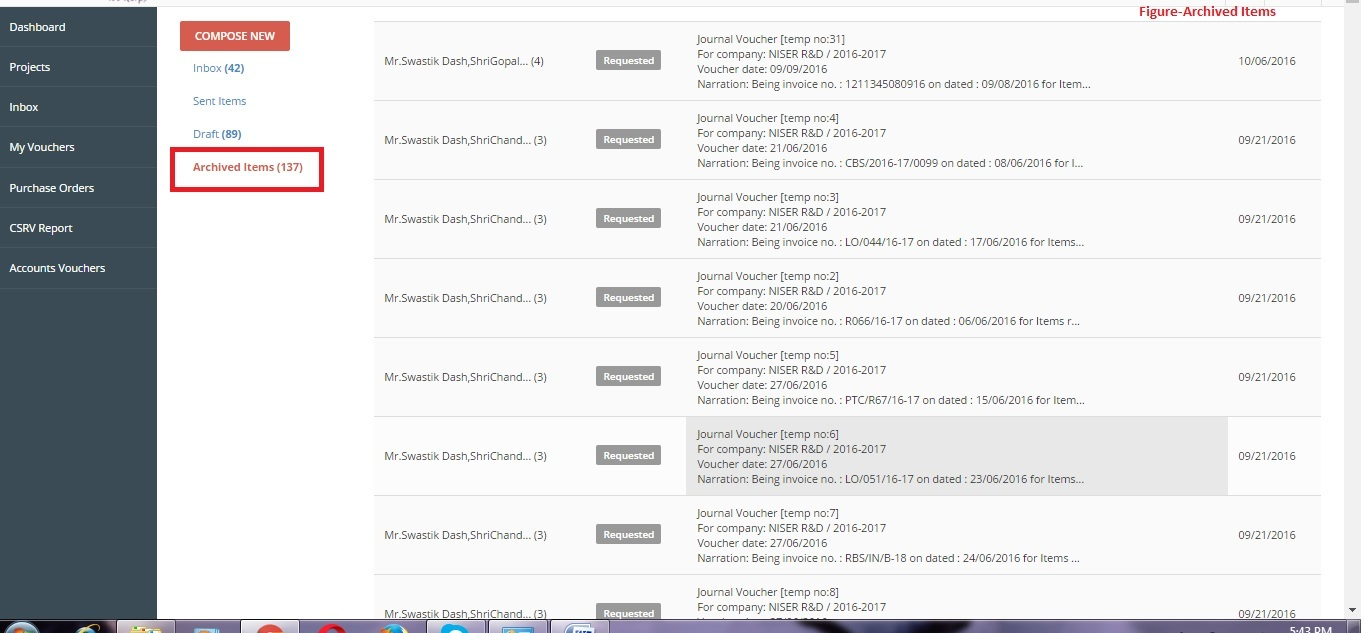 Figure-Archived Items
Dashboard
Projects
Inbox
My Vouchers
Purchase Orders
CSRV Report
Accounts Vouchers
COMPOSE NEW
Inbox (42)
Sent Items
Draft (89)
Archived Items (137)
Mr.Swastik Dash,ShriGopal... (4)
Requested
Journal Voucher [temp no:31]
For company: NISER R&D / 2016-2017
Voucher date: 09/09/2016
Narration: Being invoice no. : 1211345080916 on dated : 09/08/2016 for Item...
10/06/2016
Mr.Swastik Dash,ShriChand... (3)
Requested
Journal Voucher [temp no:4]
For company: NISER R&D / 2016-2017
Voucher date: 21/06/2016
Narration: Being invoice no. : CBS/2016-17/0099 on dated : 08/06/2016 for I...
09/21/2016
Mr.Swastik Dash,ShriChand... (3)
Requested
Journal Voucher [temp no:3]
For company: NISER R&D / 2016-2017
Voucher date: 21/06/2016
Narration: Being invoice no. : LO/044/16-17 on dated : 17/06/2016 for Items...
09/21/2016
Mr.Swastik Dash,ShriChand... (3)
Requested
Journal Voucher [temp no:2]
For company: NISER R&D / 2016-2017
Voucher date: 20/06/2016
Narration: Being invoice no. : R066/16-17 on dated : 06/06/2016 for Items r...
09/21/2016
Mr.Swastik Dash,ShriChand... (3)
Requested
Journal Voucher [temp no:5]
For company: NISER R&D / 2016-2017
Voucher date: 27/06/2016
Narration: Being invoice no. : PTC/R67/16-17 on dated : 15/06/2016 for Item...
09/21/2016
Mr.Swastik Dash,ShriChand... (3)
Requested
Journal Voucher [temp no:6]
For company: NISER R&D / 2016-2017
Voucher date: 27/06/2016
Narration: Being invoice no. : LO/051/16-17 on dated : 23/06/2016 for Items...
09/21/2016
Mr.Swastik Dash,ShriChand... (3)
Requested
Journal Voucher [temp no:7]
For company: NISER R&D / 2016-2017
Voucher date: 27/06/2016
Narration: Being invoice no. : RBS/IN/B-18 on dated : 24/06/2016 for Items ...
09/21/2016
Mr.Swastik Dash,ShriChand... (3)
Requested
Journal Voucher [temp no:8]
For company: NISER R&D / 2016-2017
09/21/2016
5:43 PM